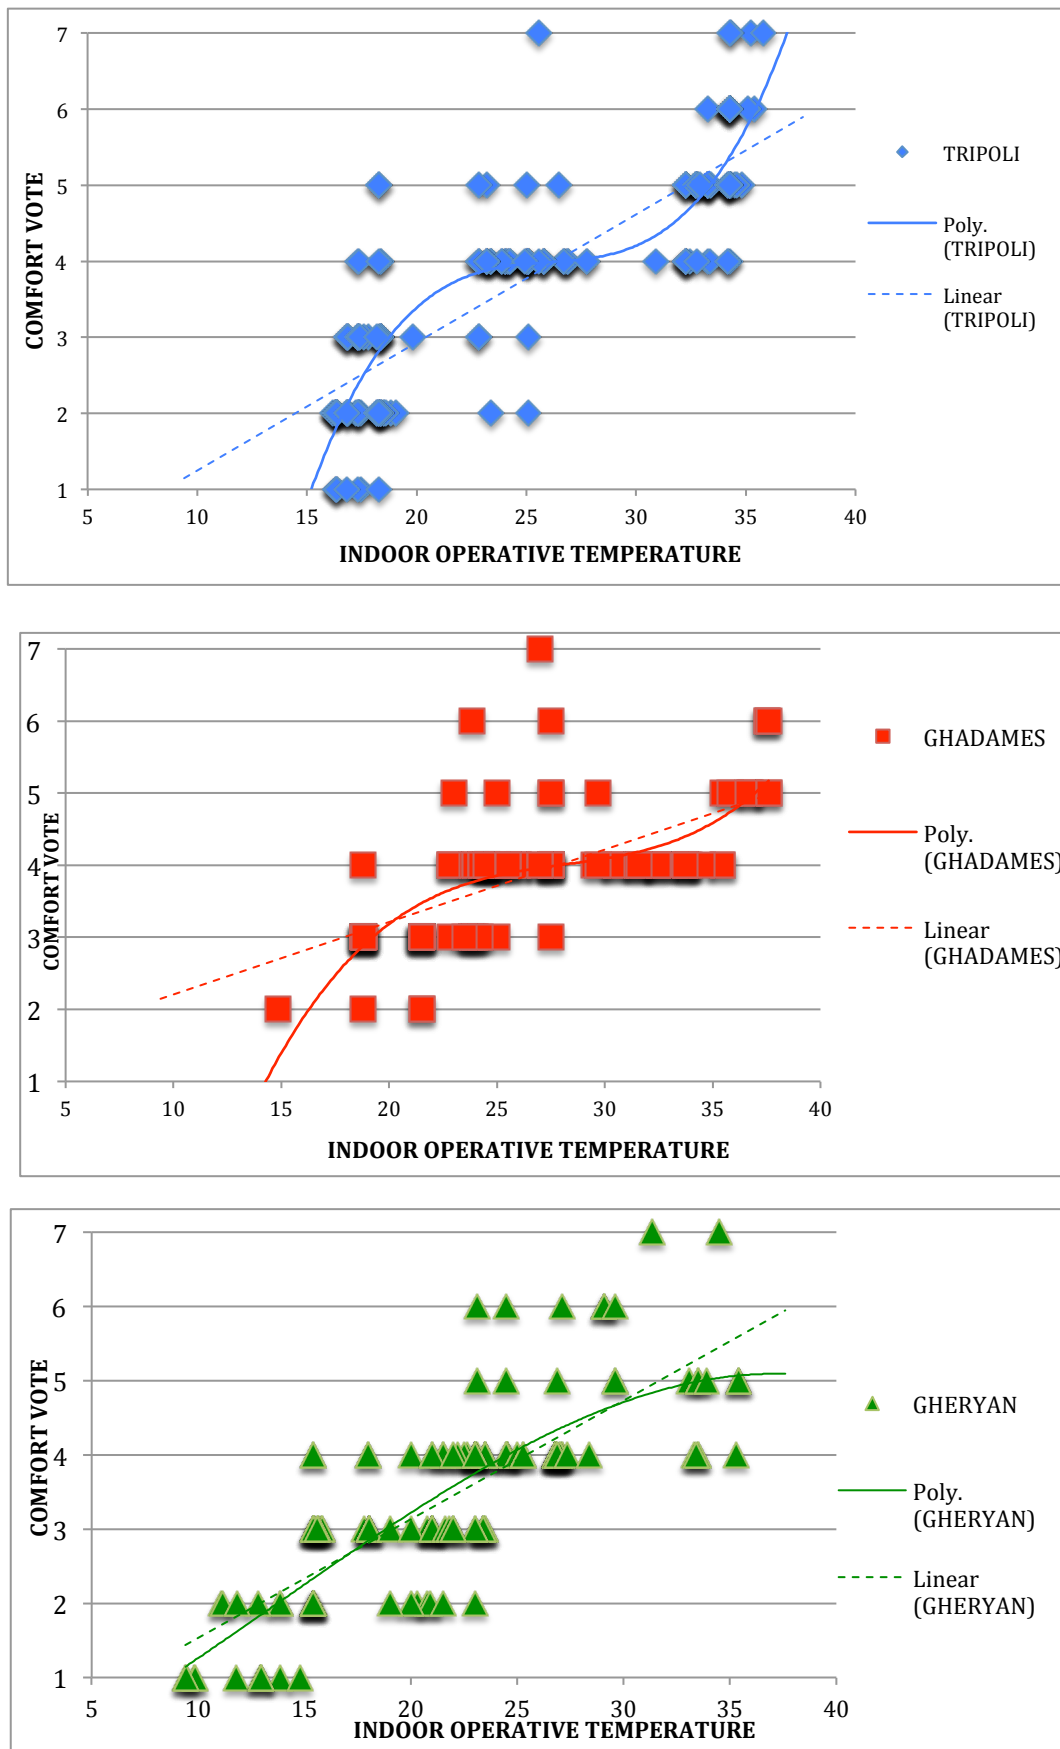 7
6
5
4
3
2
1
5 10 15 20 25 30 35 40
COMFORT VOTE
INDOOR OPERATIVE TEMPERATURE
TRIPOLI
Poly.
(TRIPOLI)
Linear
(TRIPOLI)
7
6
5
4
3
2
1
5 10 15 20 25 30 35 40
COMFORT VOTE
INDOOR OPERATIVE TEMPERATURE
GHADAMES
Poly.
(GHADAMES)
Linear
(GHADAMES)
7
6
5
4
3
2
1
5 10 15 20 25 30 35 40
COMFORT VOTE
INDOOR OPERATIVE TEMPERATURE
GHERYAN
Poly.
(GHERYAN)
Linear
(GHERYAN)